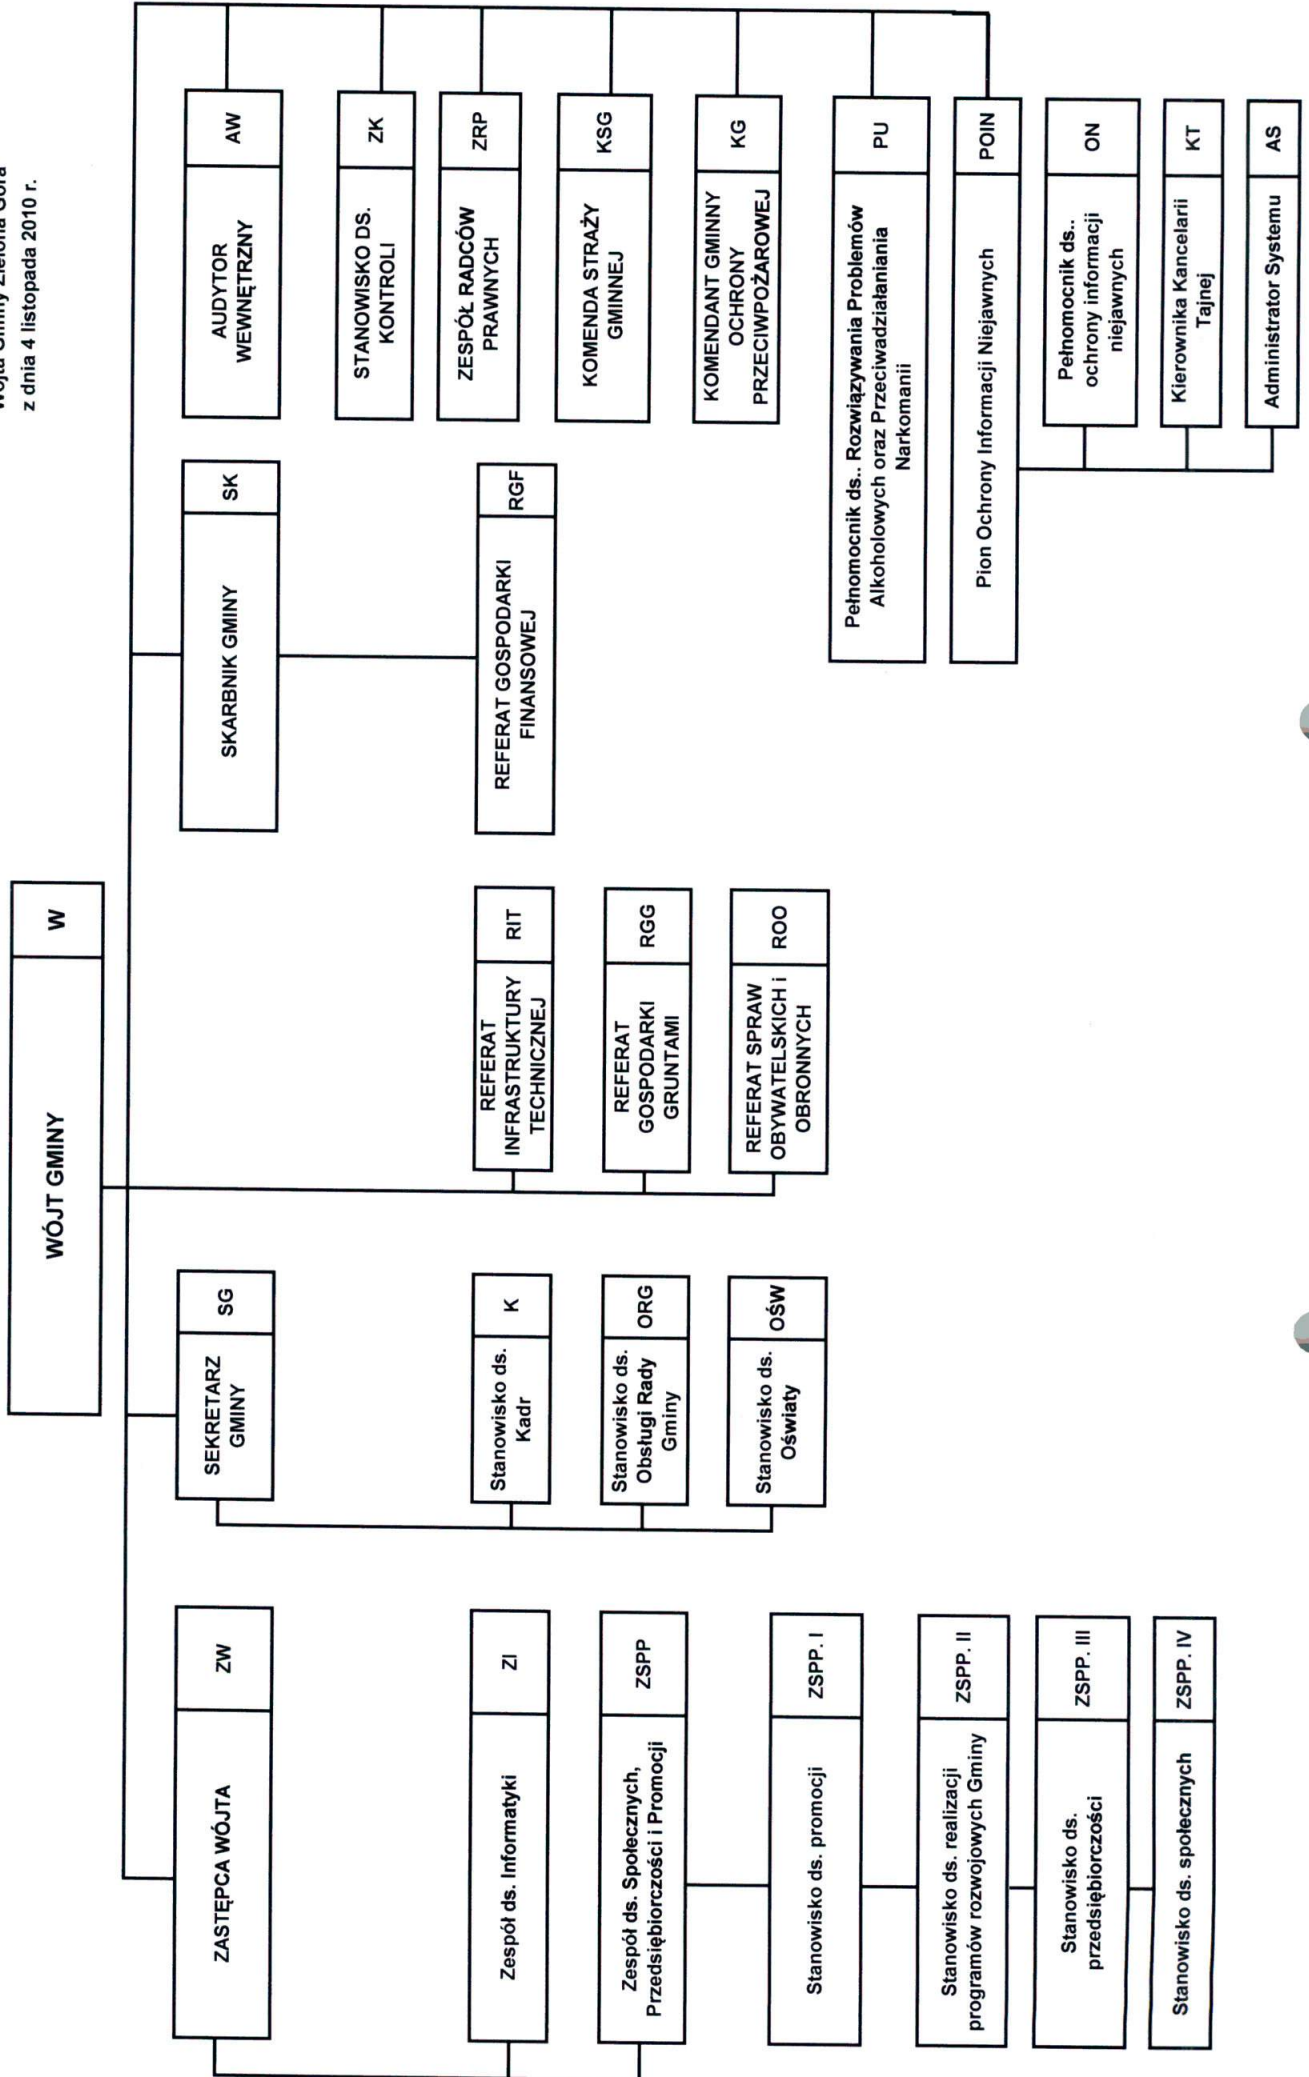 Wójta Gminy Zielona Góra
z dnia 4 listopada 2010 r.
WÓJT GMINY
W
ZASTĘPCA WÓJTA
ZW
SEKRETARZ
GMINY
SG
SKARBNIK GMINY
SK
AUDYTOR
WEWNĘTRZNY
AW
STANOWISKO DS.
KONTROLI
ZK
Zespół ds. Informatyki
ZI
Stanowisko ds.
Kadr
K
REFERAT
INFRASTRUKTURY
TECHNICZNEJ
RIT
REFERAT GOSPODARKI
FINANSOWEJ
RGF
ZESPÓŁ RADCÓW
PRAWNYCH
ZRP
Zespół ds. Społecznych,
Przedsiębiorczości i Promocji
ZSPP
Stanowisko ds.
Obsługi Rady
Gminy
ORG
REFERAT
GOSPODARKI
GRUNTAMI
RGG
KOMENDA STRAŻY
GMINNEJ
KSG
Stanowisko ds. promocji
ZSPP. I
Stanowisko ds.
Oświaty
OŚW
REFERAT SPRAW
OBYWATELSKICH i
OBRONNYCH
ROO
KOMENDANT GMINNY
OCHRONY
PRZECIWPOŻAROWEJ
KG
Stanowisko ds. realizacji
programów rozwojowych Gminy
ZSPP. II
Pełnomocnik ds.. Rozwiązywania Problemów
Alkoholowych oraz Przeciwadziałaniania
Narkomanii
PU
Pion Ochrony Informacji Niejawnych
POIN
Stanowisko ds.
przedsiębiorczości
ZSPP. III
Pełnomocnik ds..
ochrony informacji
niejawnych
ON
Stanowisko ds. społecznych
ZSPP. IV
Kierownika Kancelarii
Tajnej
KT
Administrator Systemu
AS